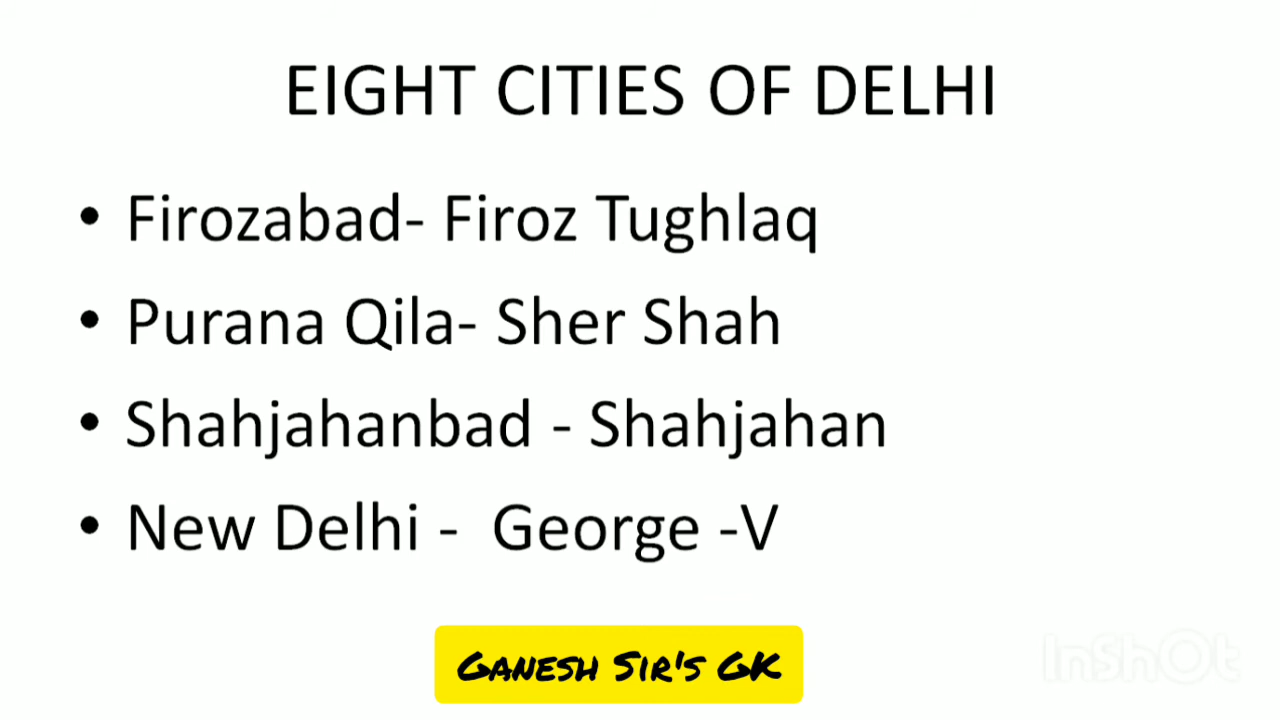 EIGHT CITIES OF DELHI
• Firozabad- Firoz Tughlaq
• Purana Qila- Sher Shah
• Shahjahanbad - Shahjahan
• New Delhi - George -V
GANESH SIR'S GK
InShOt